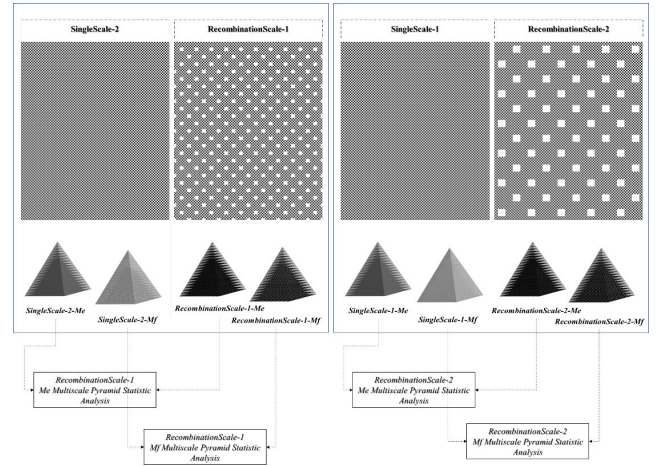 SingleScale-2
RecombinationScale-1
SingleScale-1
RecombinationScale-2
SingleScale-2-Me
SingleScale-2-Mf
RecombinationScale-1-Me
RecombinationScale-1-Mf
SingleScale-1-Me
SingleScale-1-Mf
RecombinationScale-2-Me
RecombinationScale-2-Mf
RecombinationScale-1
Me Multiscale Pyramid Statistic
Analysis
RecombinationScale-1
Mf Multiscale Pyramid Statistic
Analysis
RecombinationScale-2
Me Multiscale Pyramid Statistic
Analysis
RecombinationScale-2
Mf Multiscale Pyramid Statistic
Analysis